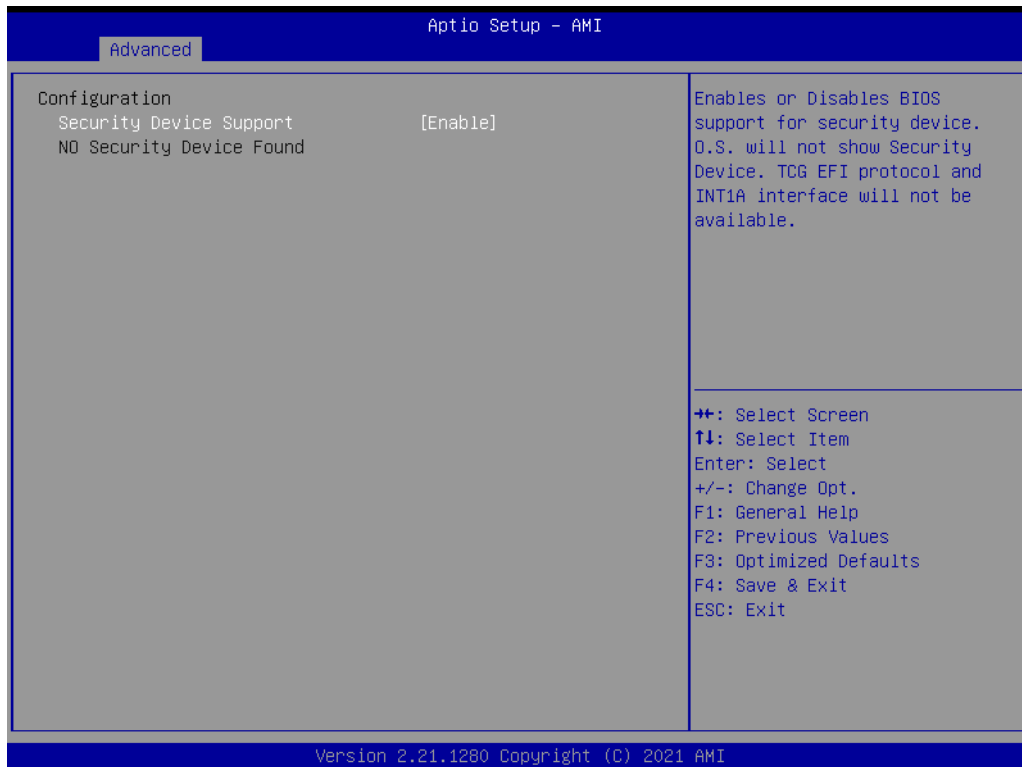 Aptio Setup – AMI
Advanced
Configuration
Security Device Support [Enable]
NO Security Device Found
Enables or Disables BIOS
support for security device.
O.S. will not show Security
Device. TCG EFI protocol and
INT1A interface will not be
available.
→←: Select Screen
↑↓: Select Item
Enter: Select
+/-: Change Opt.
F1: General Help
F2: Previous Values
F3: Optimized Defaults
F4: Save & Exit
ESC: Exit
Version 2.21.1280 Copyright (C) 2021 AMI